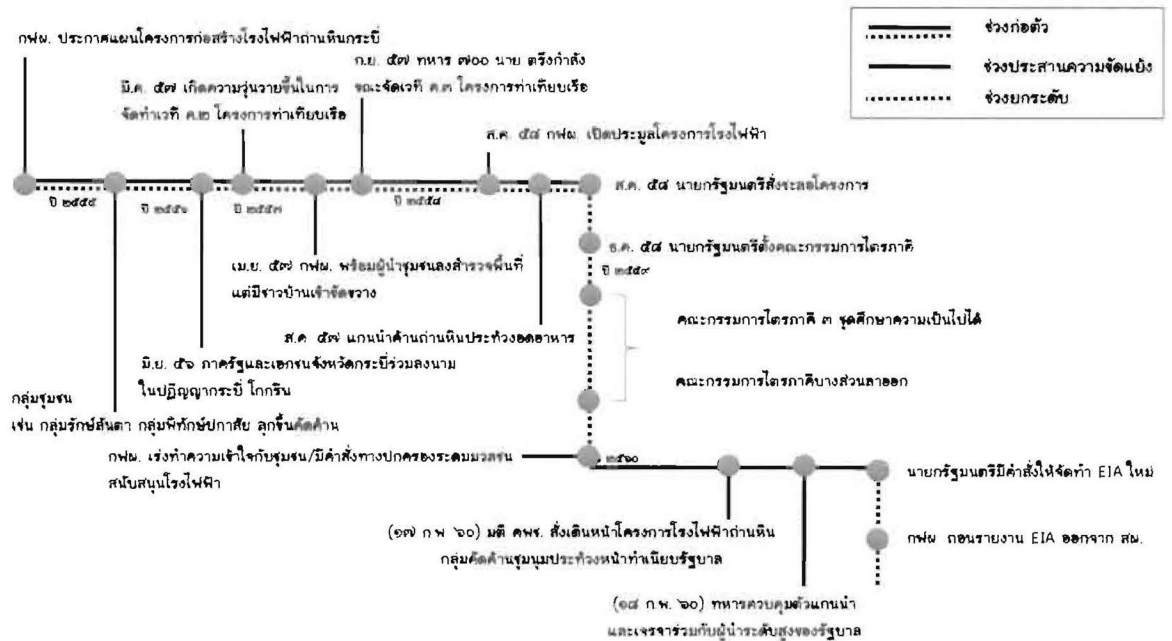 กฟผ. ประกาศแผนโครงการก่อสร้างโรงไฟฟ้าถ่านหินกระบี่
ช่วงก่อตัว
ช่วงประสานความขัดแย้ง
ช่วงยกระดับ
ก.ย. ๕๗ ทหาร ๗๐๐ นาย ตรึงกำลัง
ขณะจัดเวที ค.๓ โครงการท่าเทียบเรือ
มี.ค. ๕๗ เกิดความวุ่นวายขึ้นในการ
จัดทำเวที ค.๒ โครงการท่าเทียบเรือ
ส.ค. ๕๘ กฟผ. เปิดประมูลโครงการโรงไฟฟ้า
ส.ค. ๕๘ นายกรัฐมนตรีสั่งชะลอโครงการ
ปี ๒๕๕๕
ปี ๒๕๕๖
ปี ๒๕๕๗
ปี ๒๕๕๘
ธ.ค. ๕๘ นายกรัฐมนตรีตั้งคณะกรรมการไตรภาคี
ปี ๒๕๕๙
เม.ย. ๕๗ กฟผ. พร้อมผู้นำชุมชนลงสำรวจพื้นที่
แต่มีชาวบ้านเข้าขัดขวาง
คณะกรรมการไตรภาคี ๓ ชุดศึกษาความเป็นไปได้
ส.ค. ๕๗ แกนนำค้านถ่านหินประท้วงอดอาหาร
มิ.ย. ๕๖ ภาครัฐและเอกชนจังหวัดกระบี่ร่วมลงนาม
ในปฏิญญากระบี่ โกกรีน
คณะกรรมการไตรภาคีบางส่วนลาออก
กลุ่มชุมชน
เช่น กลุ่มรักษ์ลันตา กลุ่มพิทักษ์ปกาสัย ลุกขึ้นคัดค้าน
กฟผ. เร่งทำความเข้าใจกับชุมชน/มีคำสั่งทางปกครองระดมมวลชน
สนับสนุนโรงไฟฟ้า
๒๕๖๐
นายกรัฐมนตรีมีคำสั่งให้จัดทำ EIA ใหม่
(๑๗ ก.พ. '๖๐) มติ คพช. สั่งเดินหน้าโครงการโรงไฟฟ้าถ่านหิน
กลุ่มคัดค้านชุมนุมประท้วงหน้าทำเนียบรัฐบาล
กฟผ. ถอนรายงาน EIA ออกจาก สผ.
(๑๘ ก.พ. '๖๐) ทหารควบคุมตัวแกนนำ
และเจรจาร่วมกับผู้นำระดับสูงของรัฐบาล